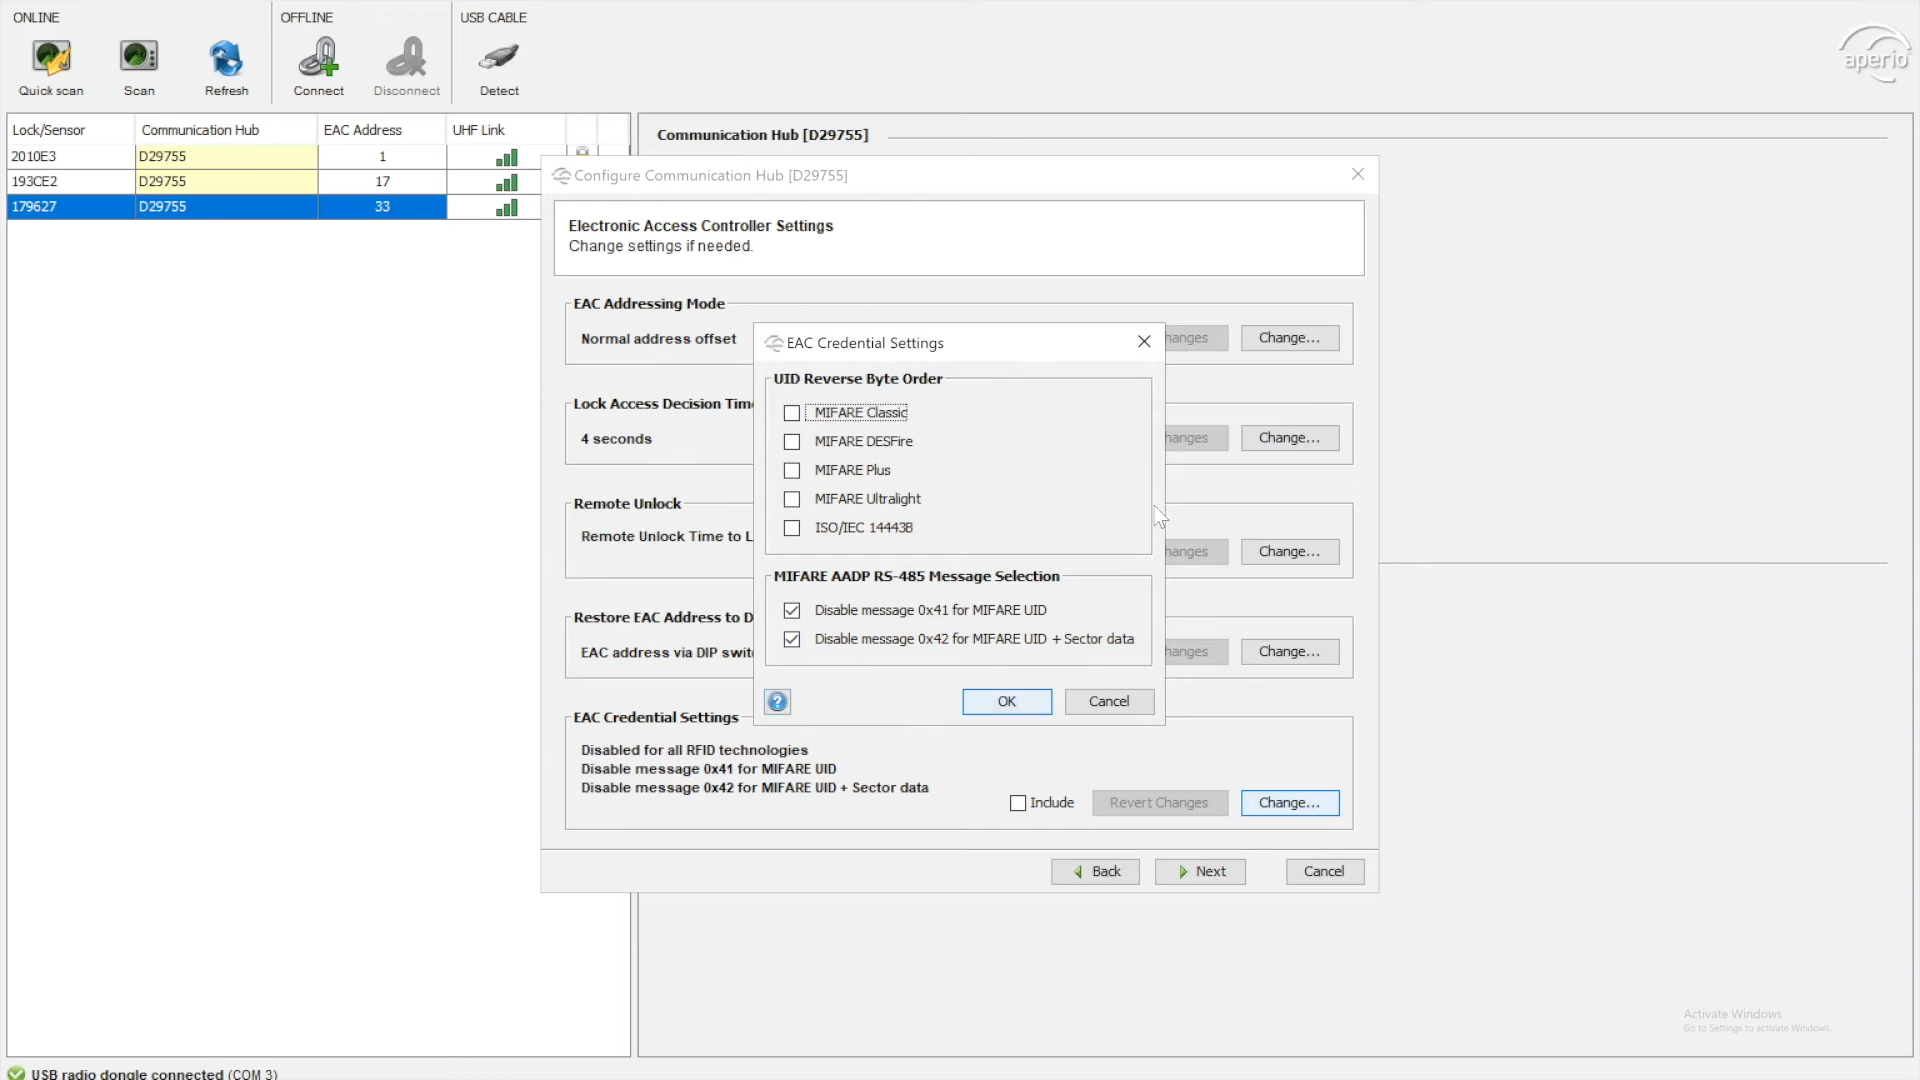 ONLINE
OFFLINE
USB CABLE
Quick scan
Scan
Refresh
Connect
Disconnect
Detect
aperio
Lock/Sensor
Communication Hub
EAC Address
UHF Link
2010E3
D29755
1
193CE2
D29755
17
179627
D29755
33
Communication Hub [D29755]
Configure Communication Hub [D29755]
Electronic Access Controller Settings
Change settings if needed.
EAC Addressing Mode
Normal address offset
Change...
Lock Access Decision Time
4 seconds
Change...
Remote Unlock
Remote Unlock Time to L
Change...
Restore EAC Address to D
EAC address via DIP swit
Change...
EAC Credential Settings
Disabled for all RFID technologies
Disable message 0x41 for MIFARE UID
Disable message 0x42 for MIFARE UID + Sector data
Include
Revert Changes
Change...
Back
Next
Cancel
EAC Credential Settings
UID Reverse Byte Order
MIFARE Classic
MIFARE DESFire
MIFARE Plus
MIFARE Ultralight
ISO/IEC 14443B
MIFARE AADP RS-485 Message Selection
Disable message 0x41 for MIFARE UID
Disable message 0x42 for MIFARE UID + Sector data
OK
Cancel
Activate Windows
Go to Settings to activate Windows.
USB radio dongle connected (COM 3)